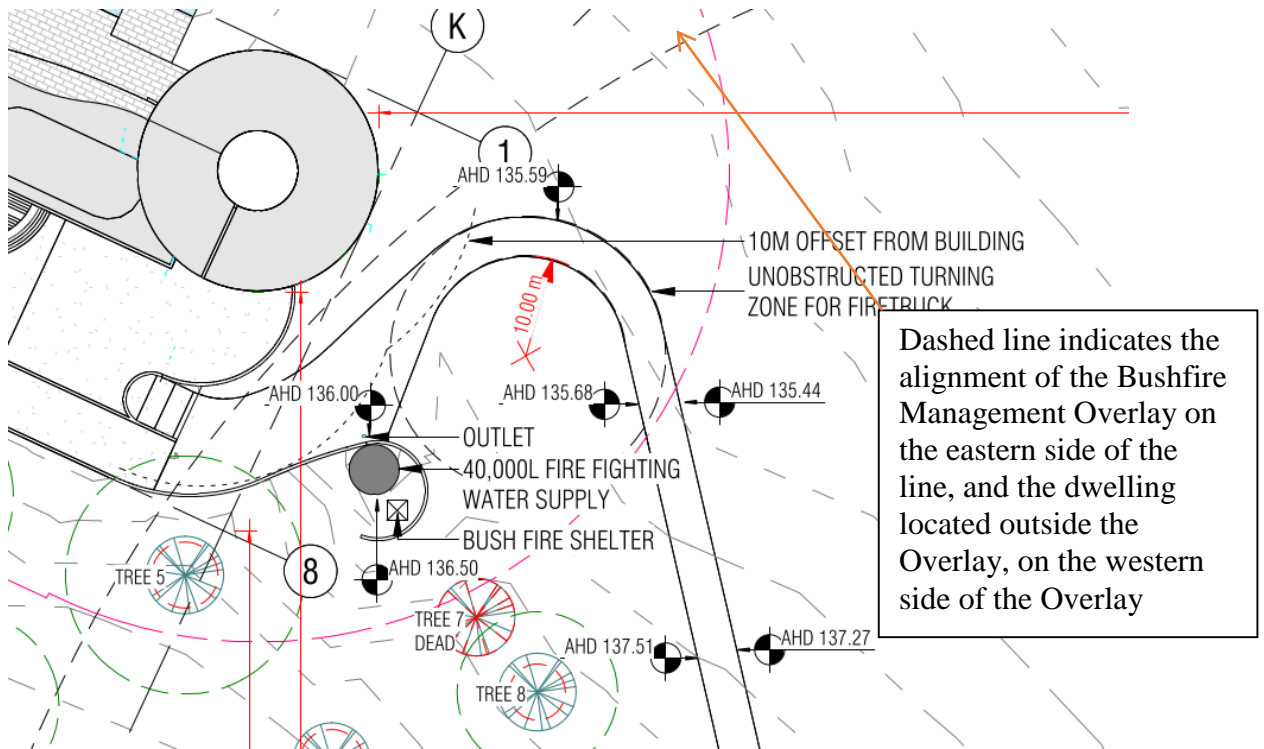 K
1
AHD 135.59
10M OFFSET FROM BUILDING
UNOBSTRUCTED TURNING
ZONE FOR FIRETRUCK
10.00 m
Dashed line indicates the
alignment of the Bushfire
Management Overlay on
the eastern side of the
line, and the dwelling
located outside the
Overlay, on the western
side of the Overlay
AHD 136.00
AHD 135.68
AHD 135.44
OUTLET
40,000L FIRE FIGHTING
WATER SUPPLY
BUSH FIRE SHELTER
8
TREE 5
AHD 136.50
TREE 7
DEAD
AHD 137.51
AHD 137.27
TREE 8